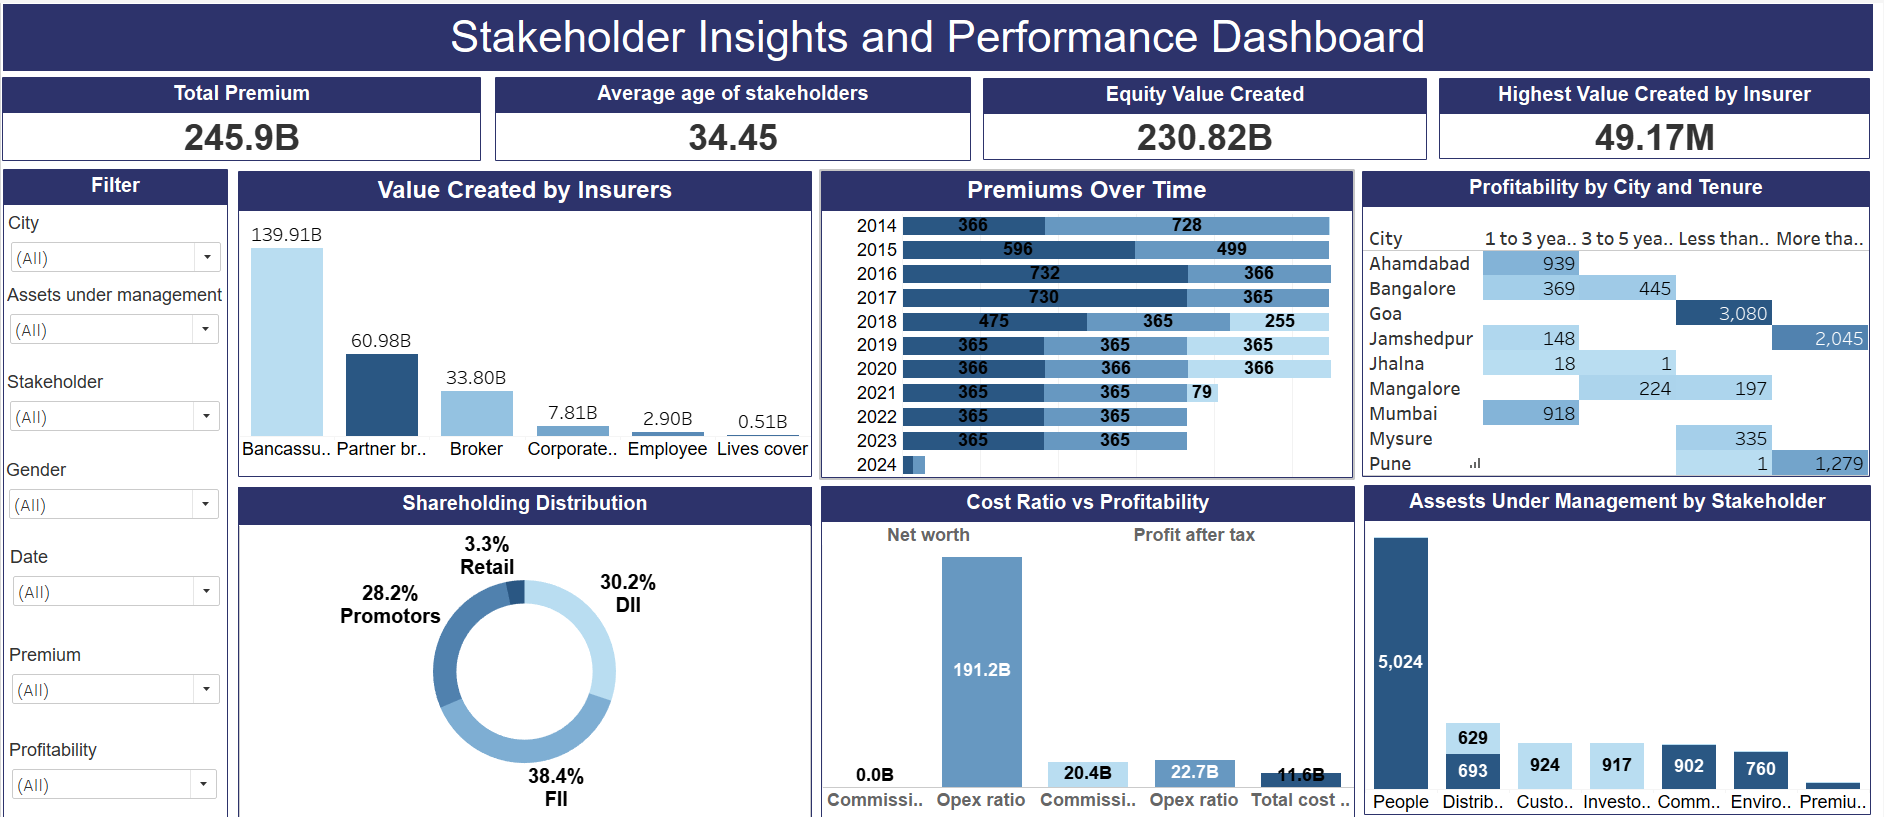 Stakeholder Insights and Performance Dashboard
Total Premium
245.9B
Average age of stakeholders
34.45
Equity Value Created
230.82B
Highest Value Created by Insurer
49.17M
Filter
City
(All)
Assets under management
(All)
Stakeholder
(All)
Gender
(All)
Date
(All)
Premium
(All)
Profitability
(All)
Value Created by Insurers
139.91B
60.98B
33.80B
7.81B
2.90B
0.51B
Bancassu.. Partner br.. Broker Corporate.. Employee Lives cover
Premiums Over Time
2014 366 728
2015 596 499
2016 732 366
2017 730 365
2018 475 365 255
2019 365 365 365
2020 366 366 366
2021 365 365 79
2022 365 365
2023 365 365
2024
Profitability by City and Tenure
City 1 to 3 yea.. 3 to 5 yea.. Less than.. More tha..
Ahamdabad 939
Bangalore 369 445
Goa 3,080
Jamshedpur 148 2,045
Jhalna 18 1
Mangalore 224 197
Mumbai 918
Mysure 335
Pune 1 1,279
Shareholding Distribution
3.3%
Retail
30.2%
DII
28.2%
Promotors
38.4%
FII
Cost Ratio vs Profitability
Net worth Profit after tax
191.2B
0.0B 20.4B 22.7B 11.6B
Commissi.. Opex ratio Commissi.. Opex ratio Total cost ..
Assests Under Management by Stakeholder
5,024
629
693 924 917 902 760
People Distrib.. Custo.. Investo.. Comm.. Enviro.. Premiu..